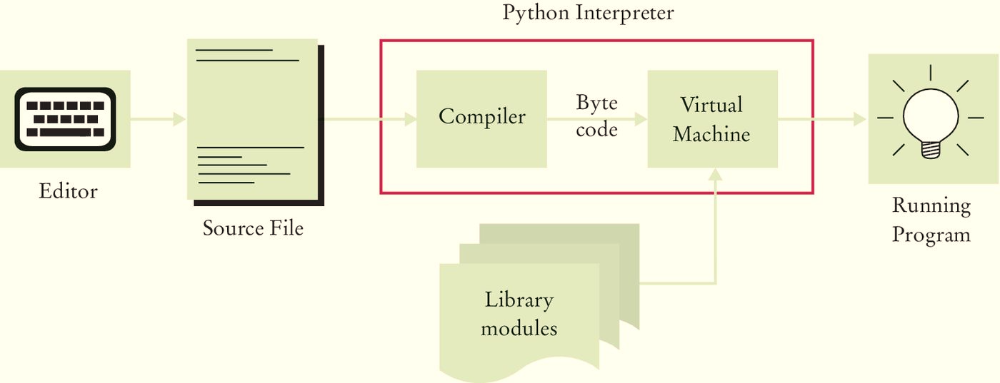 Python Interpreter
Editor
Source File
Compiler
Byte
code
Virtual
Machine
Running
Program
Library
modules